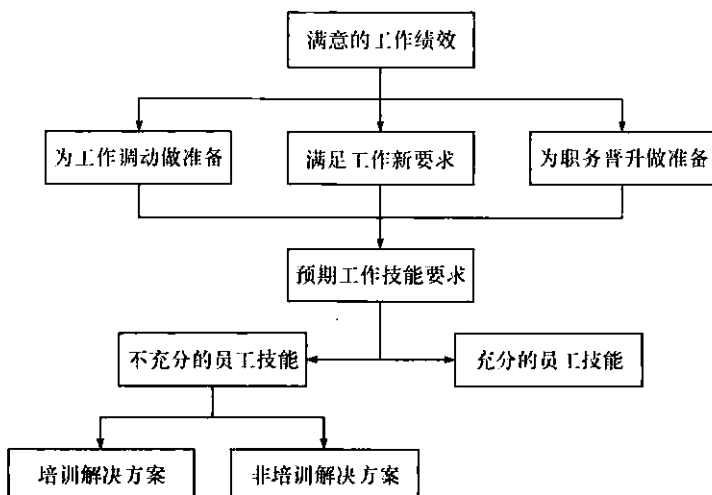 满意的工作绩效
为工作调动做准备
满足工作新要求
为职务晋升做准备
预期工作技能要求
不充分的员工技能
充分的员工技能
培训解决方案
非培训解决方案